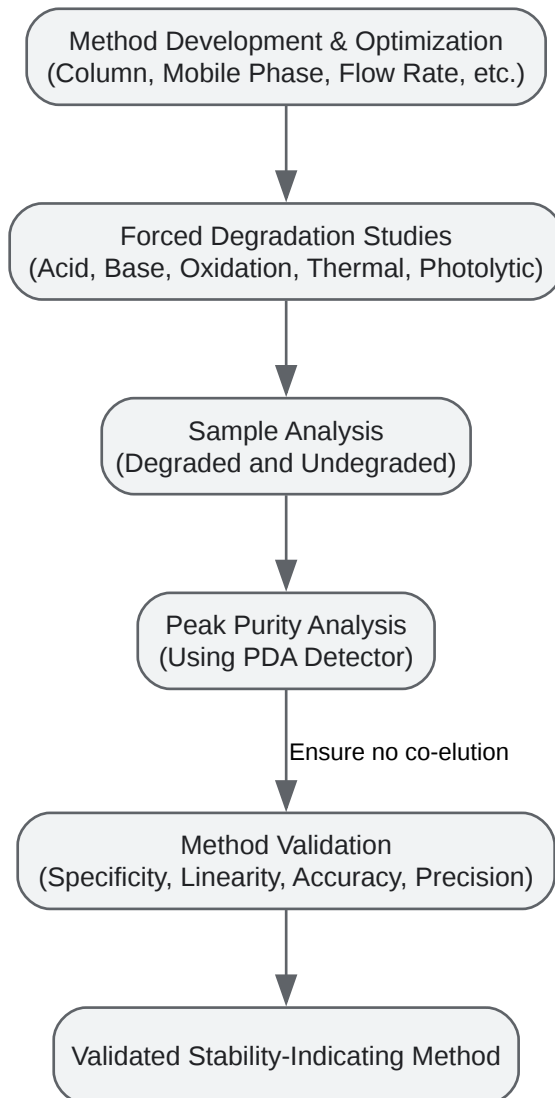 Method Development & Optimization
(Column, Mobile Phase, Flow Rate, etc.)
Forced Degradation Studies
(Acid, Base, Oxidation, Thermal, Photolytic)
Sample Analysis
(Degraded and Undegraded)
Peak Purity Analysis
(Using PDA Detector)
Ensure no co-elution
Method Validation
(Specificity, Linearity, Accuracy, Precision)
Validated Stability-Indicating Method